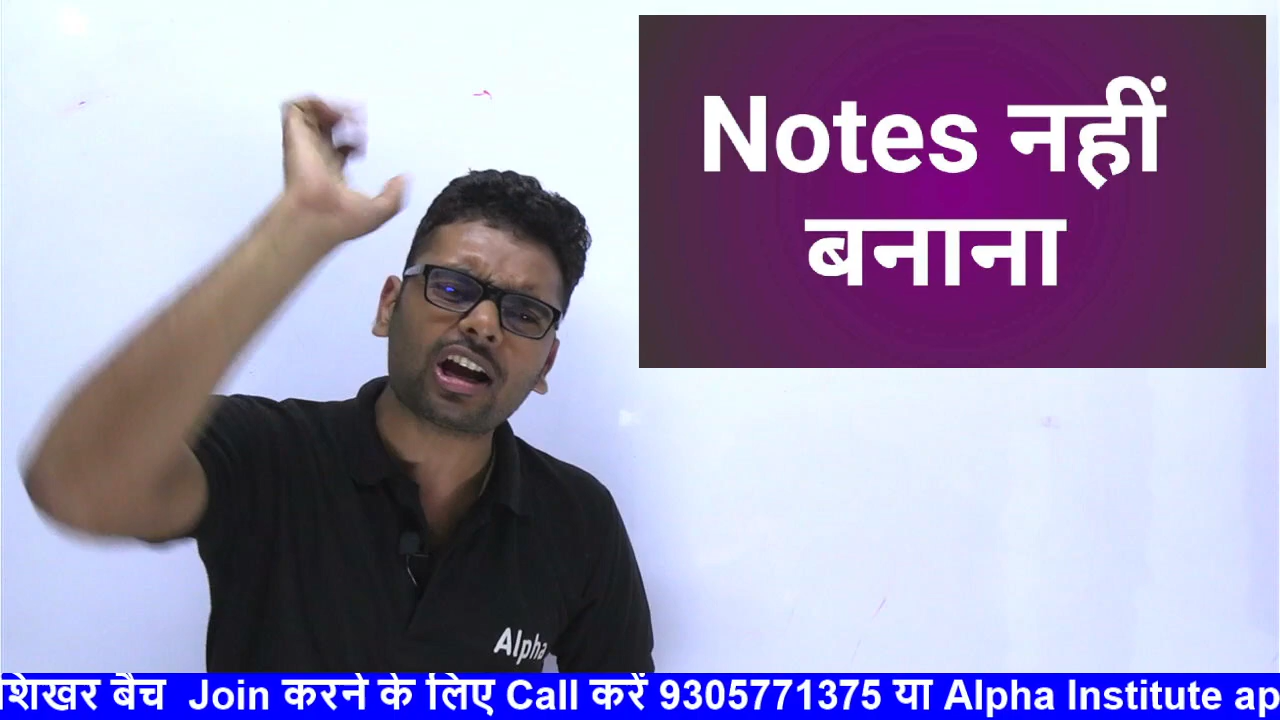 Notes नहीं
बनाना
Alpha
शिखर बैच Join करने के लिए Call करें 9305771375 या Alpha Institute ap